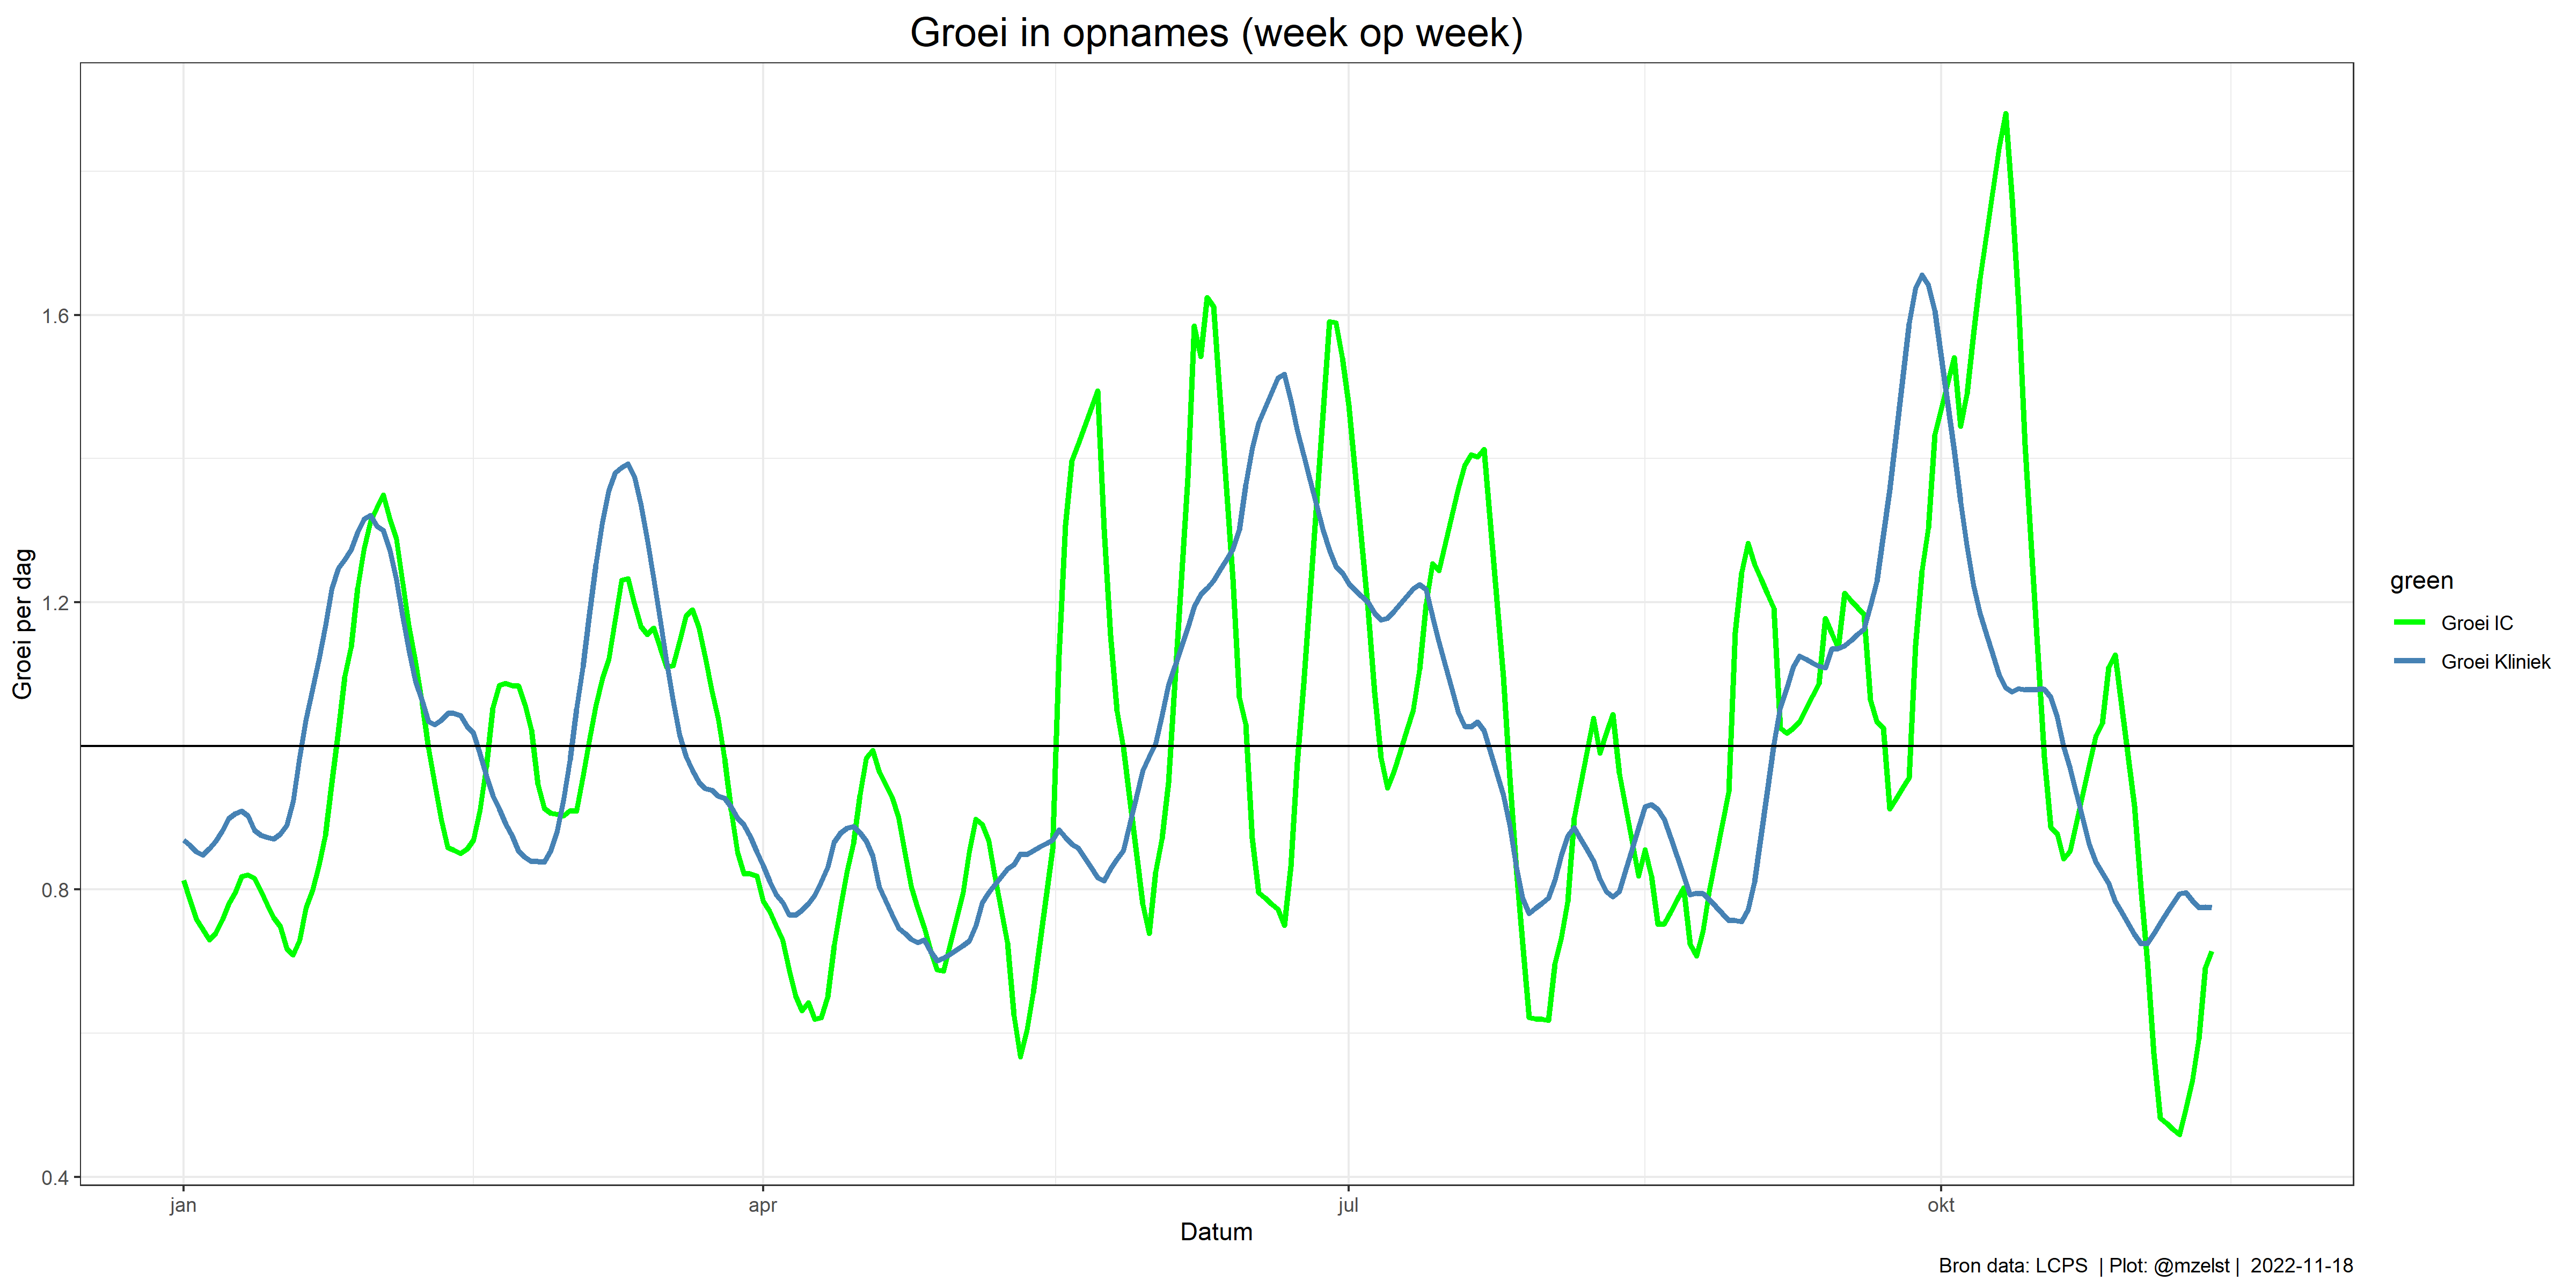 Groei in opnames (week op week)
Groei per dag
1.6
1.2
0.8
0.4
jan
apr
jul
okt
Datum
green
Groei IC
Groei Kliniek
Bron data: LCPS | Plot: @mzelst | 2022-11-18